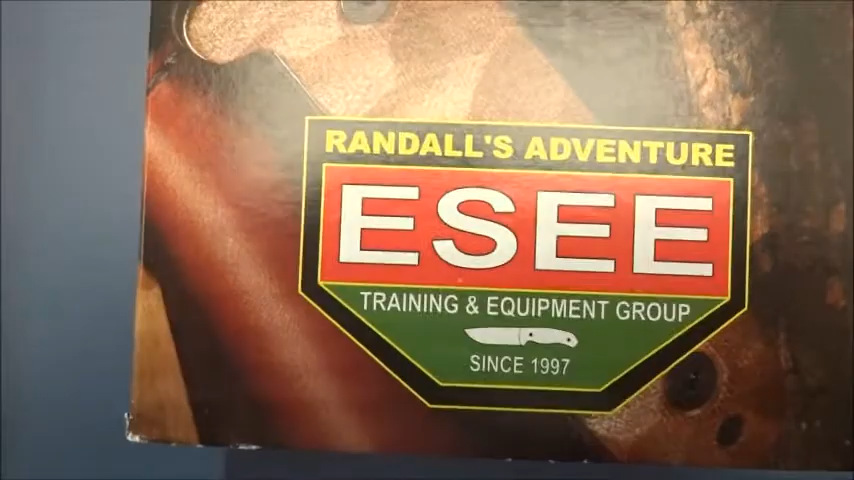 RANDALL'S ADVENTURE
ESEE
TRAINING & EQUIPMENT GROUP
SINCE 1997